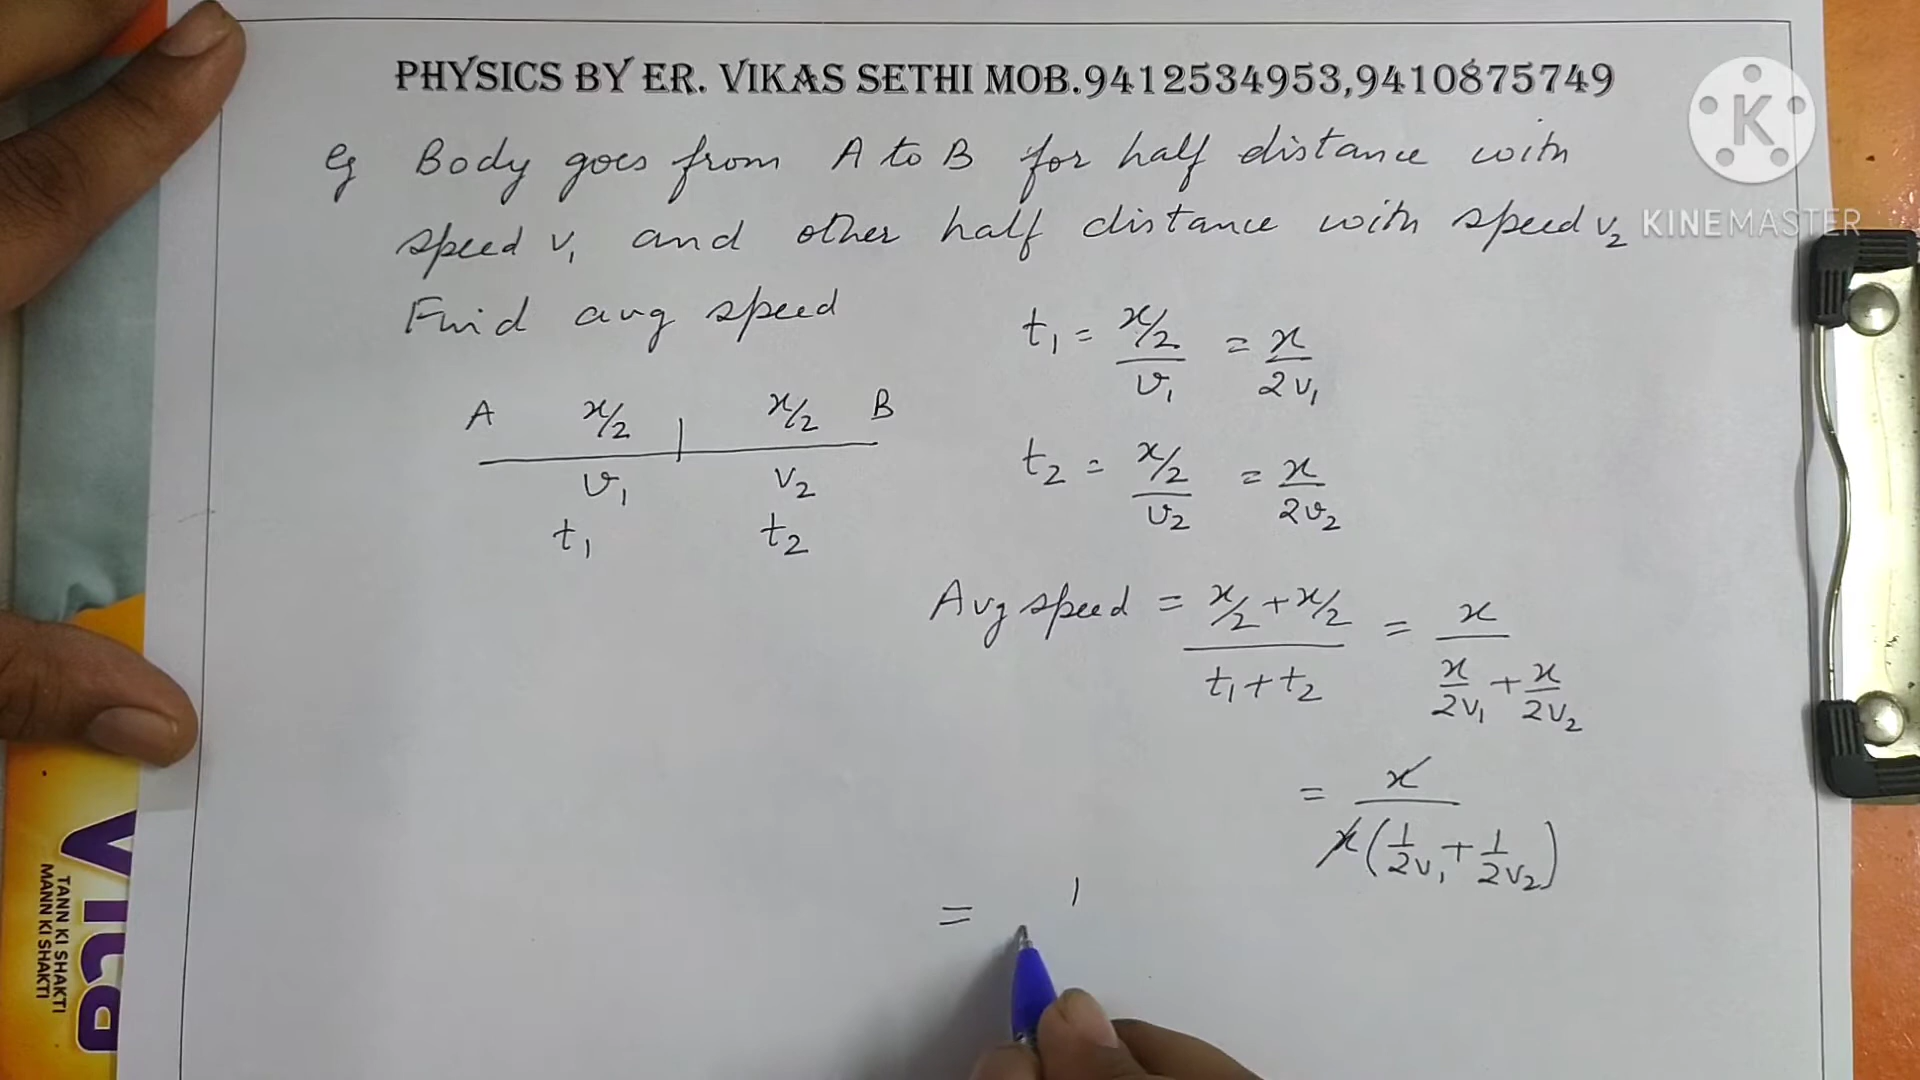 PHYSICS BY ER. VIKAS SETHI MOB.9412534953,9410875749
K
KINEMASTER
eg Body goes from A to B for half distance with
speed v₁ and other half distance with speed v₂
Find avg speed
A x/2 x/2 B
v₁ v₂
t₁ t₂
t₁ = (x/2)/v₁ = x/2v₁
t₂ = (x/2)/v₂ = x/2v₂
Avg speed = (x/2 + x/2)/(t₁ + t₂) = x/(x/2v₁ + x/2v₂)
= x/(x(1/2v₁ + 1/2v₂))
= 1
Vita
TANN KI SHAKTI
MANN KI SHAKTI